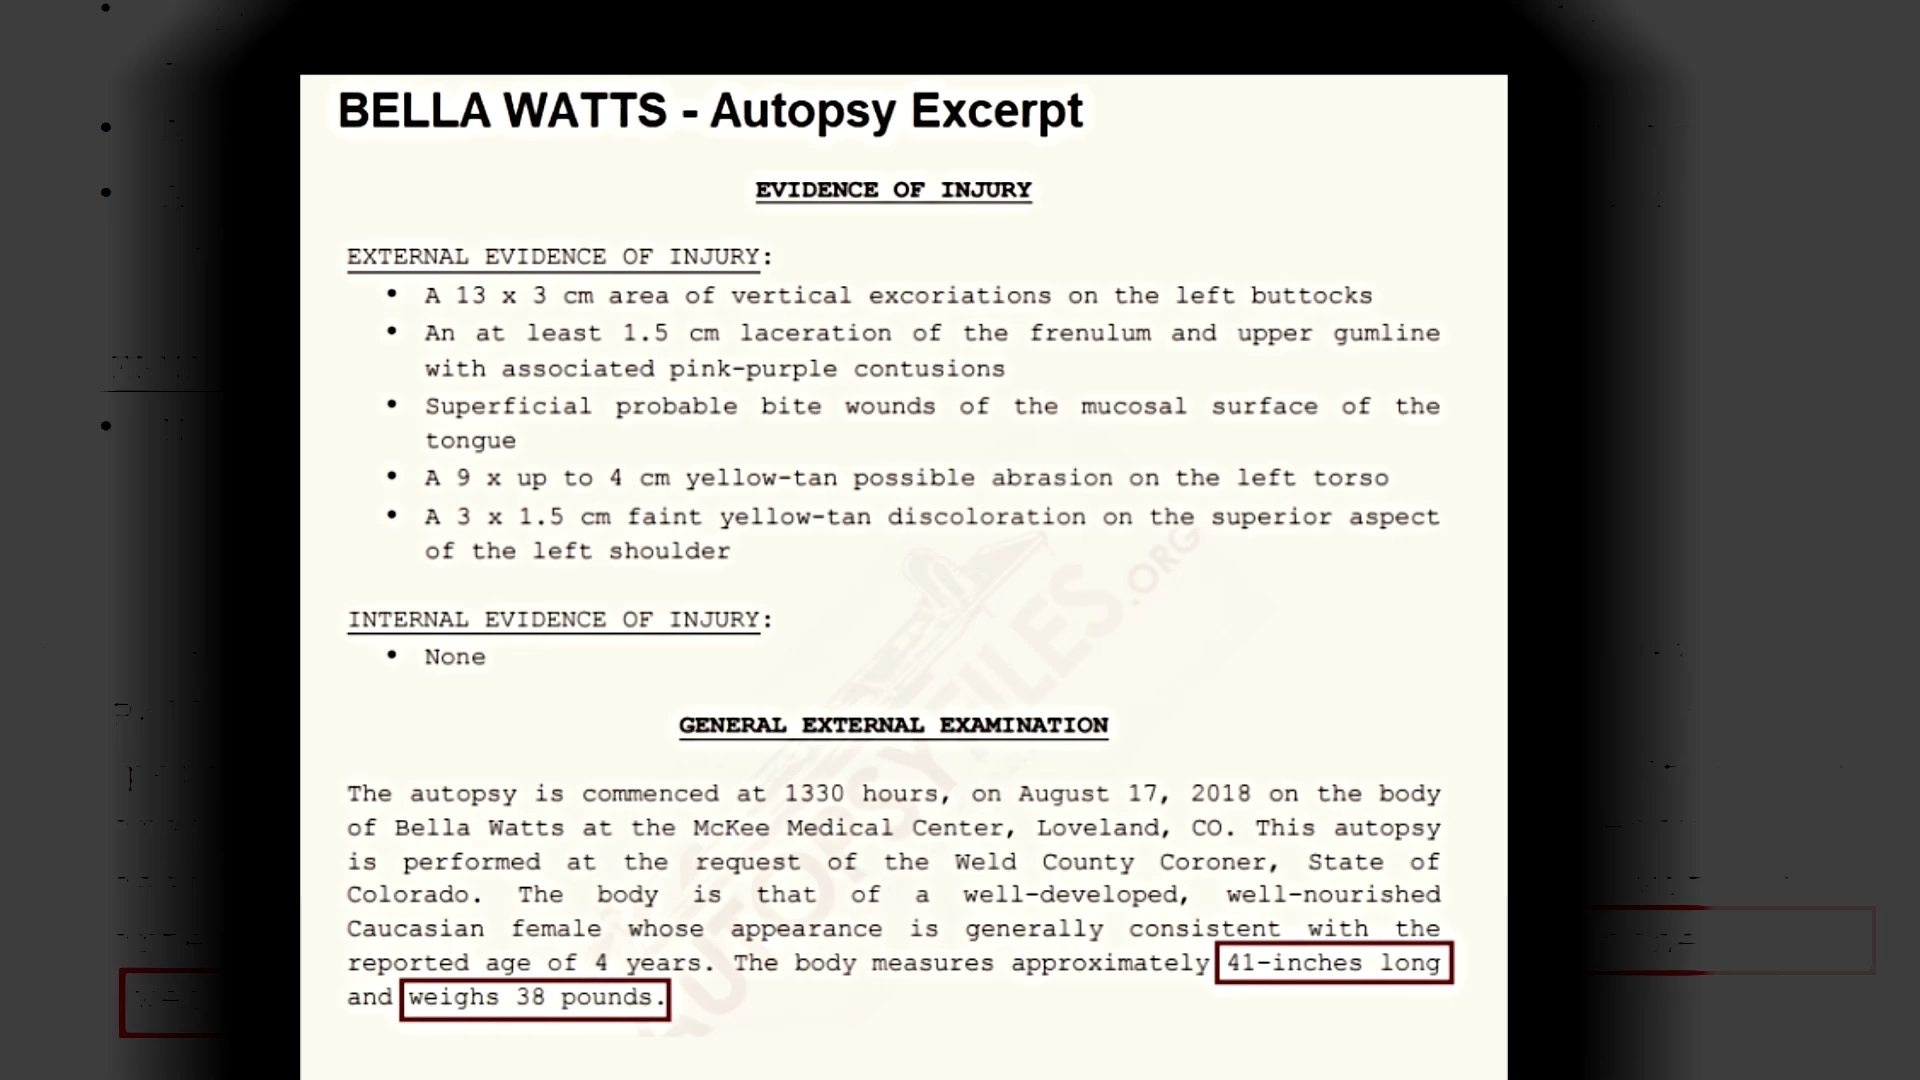 BELLA WATTS - Autopsy Excerpt
EVIDENCE OF INJURY
EXTERNAL EVIDENCE OF INJURY:
• A 13 x 3 cm area of vertical excoriations on the left buttocks
• An at least 1.5 cm laceration of the frenulum and upper gumline
with associated pink-purple contusions
• Superficial probable bite wounds of the mucosal surface of the
tongue
• A 9 x up to 4 cm yellow-tan possible abrasion on the left torso
• A 3 x 1.5 cm faint yellow-tan discoloration on the superior aspect
of the left shoulder
INTERNAL EVIDENCE OF INJURY:
• None
GENERAL EXTERNAL EXAMINATION
The autopsy is commenced at 1330 hours, on August 17, 2018 on the body
of Bella Watts at the McKee Medical Center, Loveland, CO. This autopsy
is performed at the request of the Weld County Coroner, State of
Colorado. The body is that of a well-developed, well-nourished
Caucasian female whose appearance is generally consistent with the
reported age of 4 years. The body measures approximately 41-inches long
and weighs 38 pounds.
AUTOPSYFILES.ORG